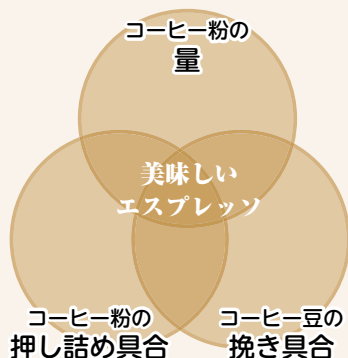 コーヒー粉の
量
美味しい
エスプレッソ
コーヒー粉の
押し詰め具合
コーヒー豆の
挽き具合